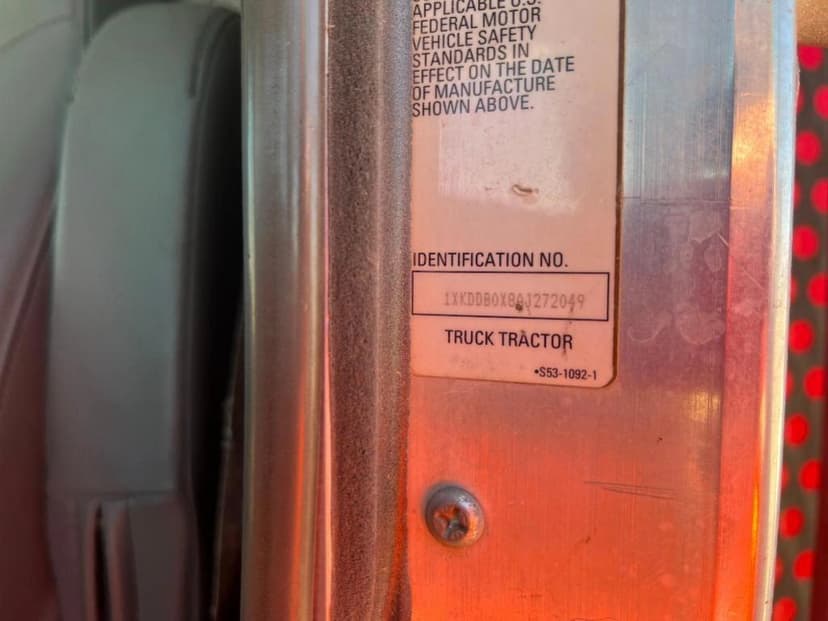 APPLICABLE U.S.
FEDERAL MOTOR
VEHICLE SAFETY
STANDARDS IN
EFFECT ON THE DATE
OF MANUFACTURE
SHOWN ABOVE.
IDENTIFICATION NO.
1XKDDB0X8AJ272049
TRUCK TRACTOR
•S53-1092-1